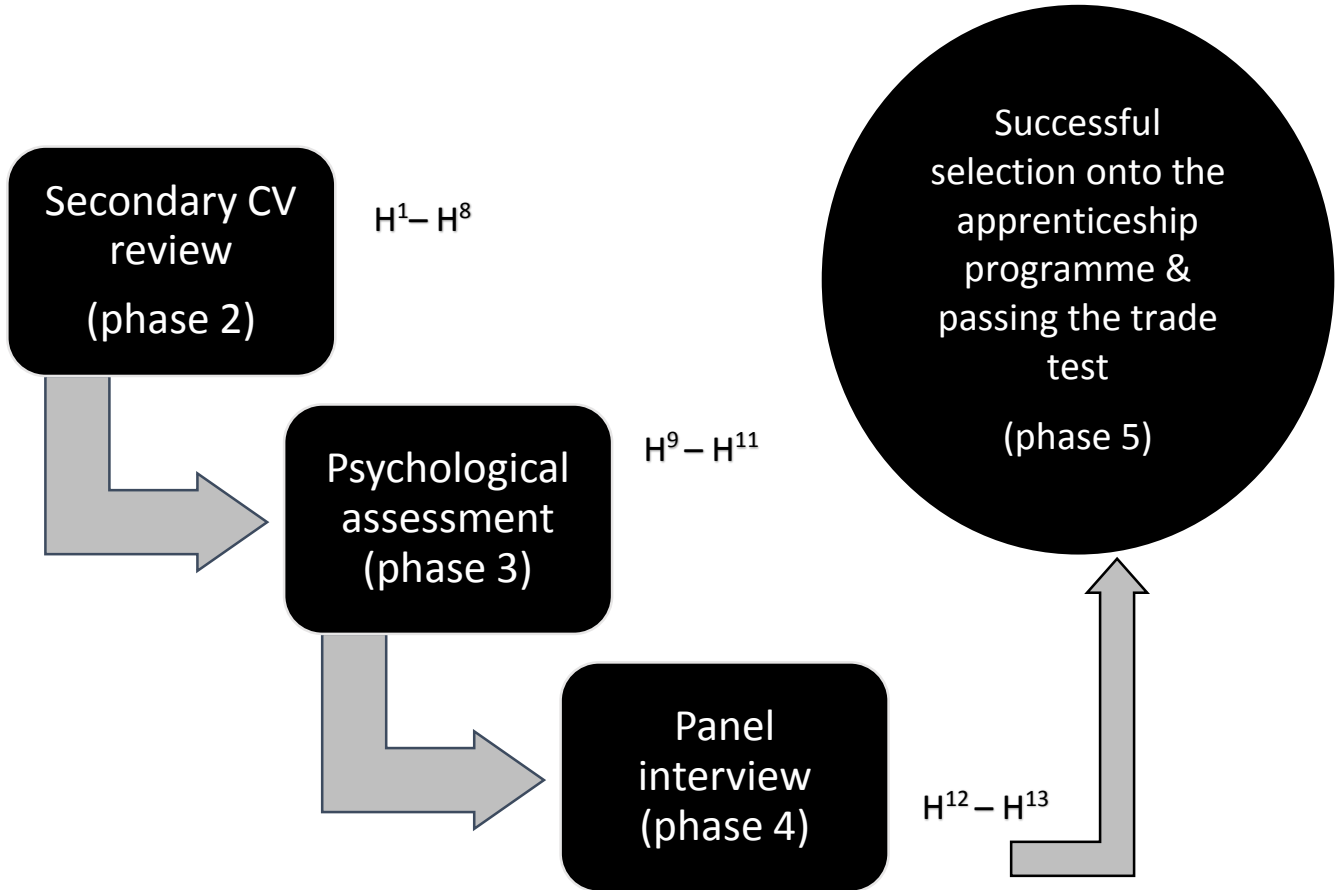 Secondary CV
review
(phase 2)
H¹– H⁸
Psychological
assessment
(phase 3)
H⁹ – H¹¹
Panel
interview
(phase 4)
H¹² – H¹³
Successful
selection onto the
apprenticeship
programme &
passing the trade
test
(phase 5)